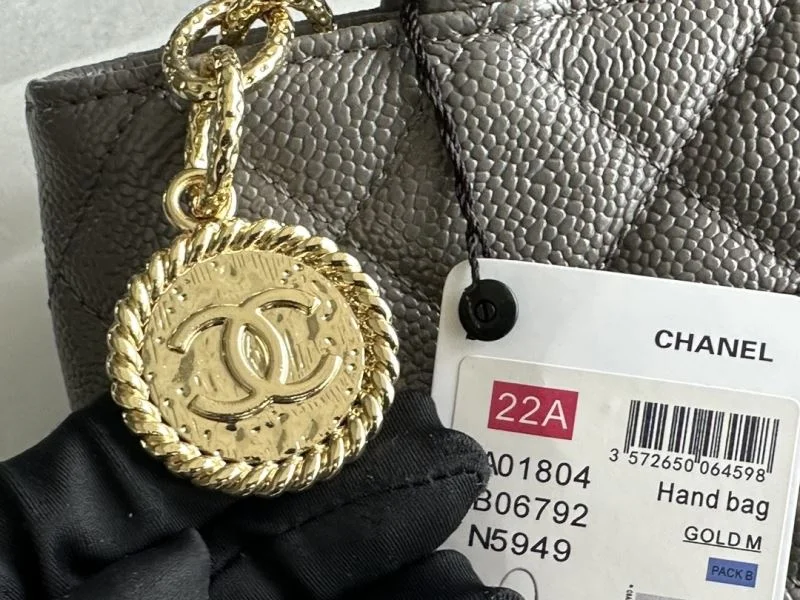 CHANEL
22A
A01804
B06792
N5949
3 572650 064598
Hand bag
GOLD M
PACK B